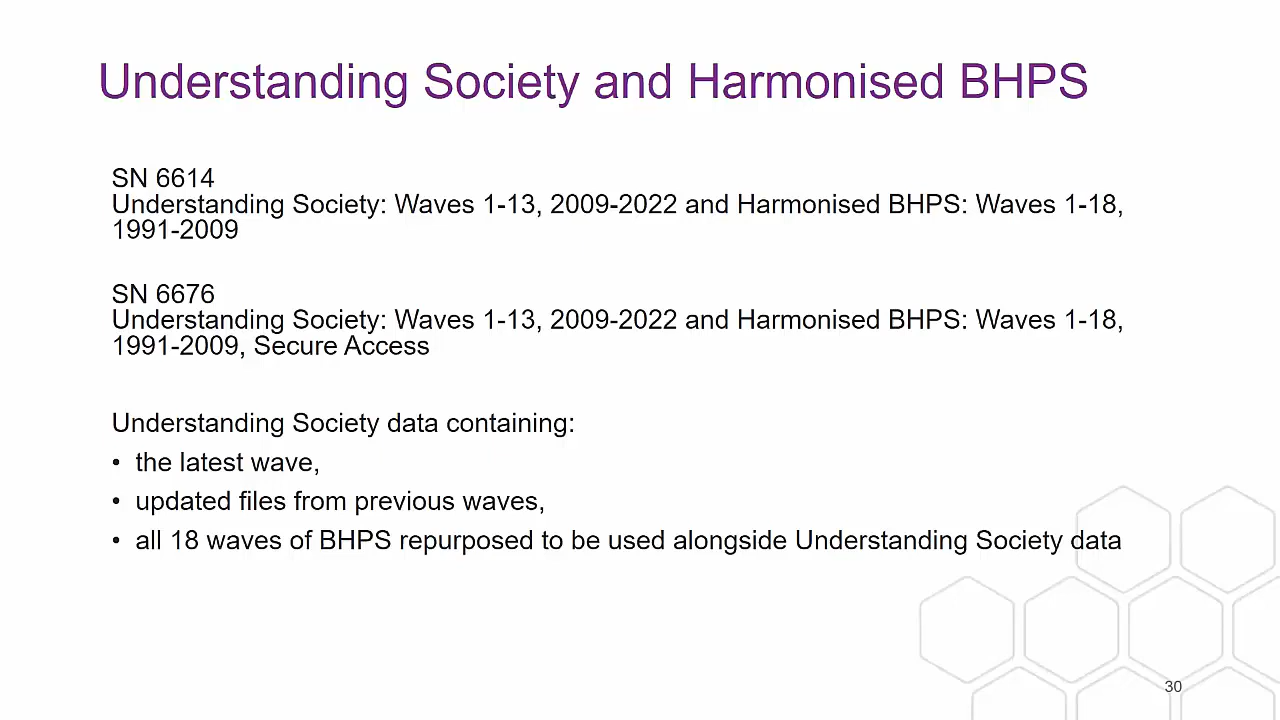 Understanding Society and Harmonised BHPS
SN 6614
Understanding Society: Waves 1-13, 2009-2022 and Harmonised BHPS: Waves 1-18,
1991-2009
SN 6676
Understanding Society: Waves 1-13, 2009-2022 and Harmonised BHPS: Waves 1-18,
1991-2009, Secure Access
Understanding Society data containing:
• the latest wave,
• updated files from previous waves,
• all 18 waves of BHPS repurposed to be used alongside Understanding Society data
30